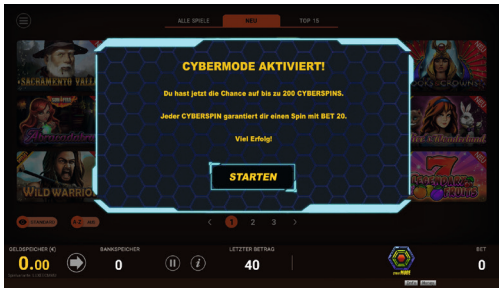 ALLE SPIELE
NEU
TOP 15
CYBERMODE AKTIVIERT!
Du hast jetzt die Chance auf bis zu 200 CYBERSPINS.
Jeder CYBERSPIN garantiert dir einen Spin mit BET 20.
Viel Erfolg!
STARTEN
SACRAMENTO VALL
WILD WARRIO
STANDARD
A-Z
< 1 2 3 >
GELDSPEICHER (€)
BANKSPEICHER
LETZTER BETRAG
BET
0.00
0
40
0